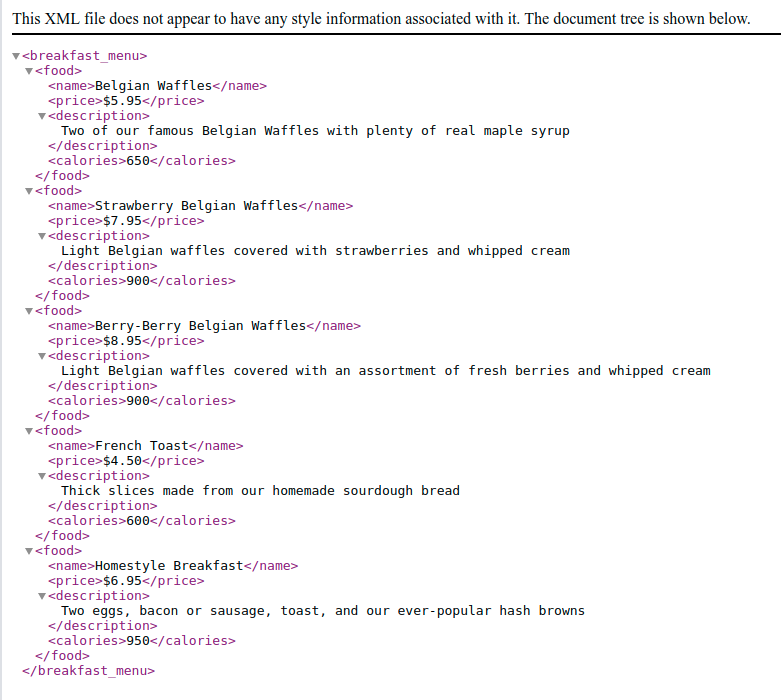 This XML file does not appear to have any style information associated with it. The document tree is shown below.
▼<breakfast_menu>
▼<food>
<name>Belgian Waffles</name>
<price>$5.95</price>
▼<description>
Two of our famous Belgian Waffles with plenty of real maple syrup
</description>
<calories>650</calories>
</food>
▼<food>
<name>Strawberry Belgian Waffles</name>
<price>$7.95</price>
▼<description>
Light Belgian waffles covered with strawberries and whipped cream
</description>
<calories>900</calories>
</food>
▼<food>
<name>Berry-Berry Belgian Waffles</name>
<price>$8.95</price>
▼<description>
Light Belgian waffles covered with an assortment of fresh berries and whipped cream
</description>
<calories>900</calories>
</food>
▼<food>
<name>French Toast</name>
<price>$4.50</price>
▼<description>
Thick slices made from our homemade sourdough bread
</description>
<calories>600</calories>
</food>
▼<food>
<name>Homestyle Breakfast</name>
<price>$6.95</price>
▼<description>
Two eggs, bacon or sausage, toast, and our ever-popular hash browns
</description>
<calories>950</calories>
</food>
</breakfast_menu>